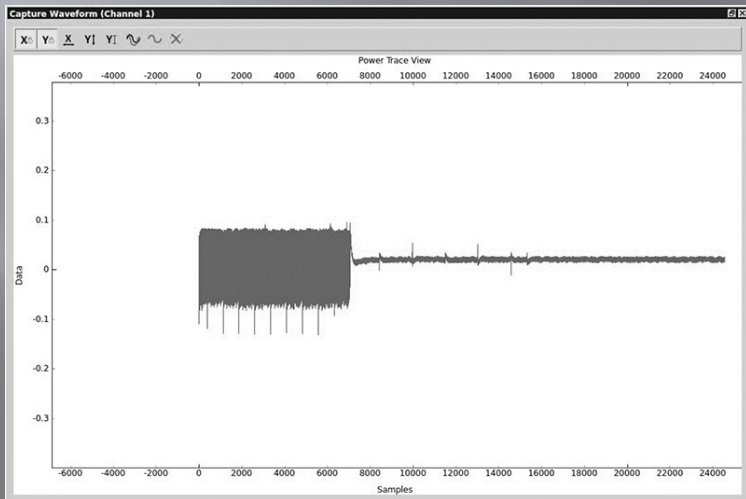 Capture Waveform (Channel 1)
X Y X Y Y
Power Trace View
-6000 -4000 -2000 0 2000 4000 6000 8000 10000 12000 14000 16000 18000 20000 22000 24000
0.3
0.2
0.1
Data
0
-0.1
-0.2
-0.3
-6000 -4000 -2000 0 2000 4000 6000 8000 10000 12000 14000 16000 18000 20000 22000 24000
Samples